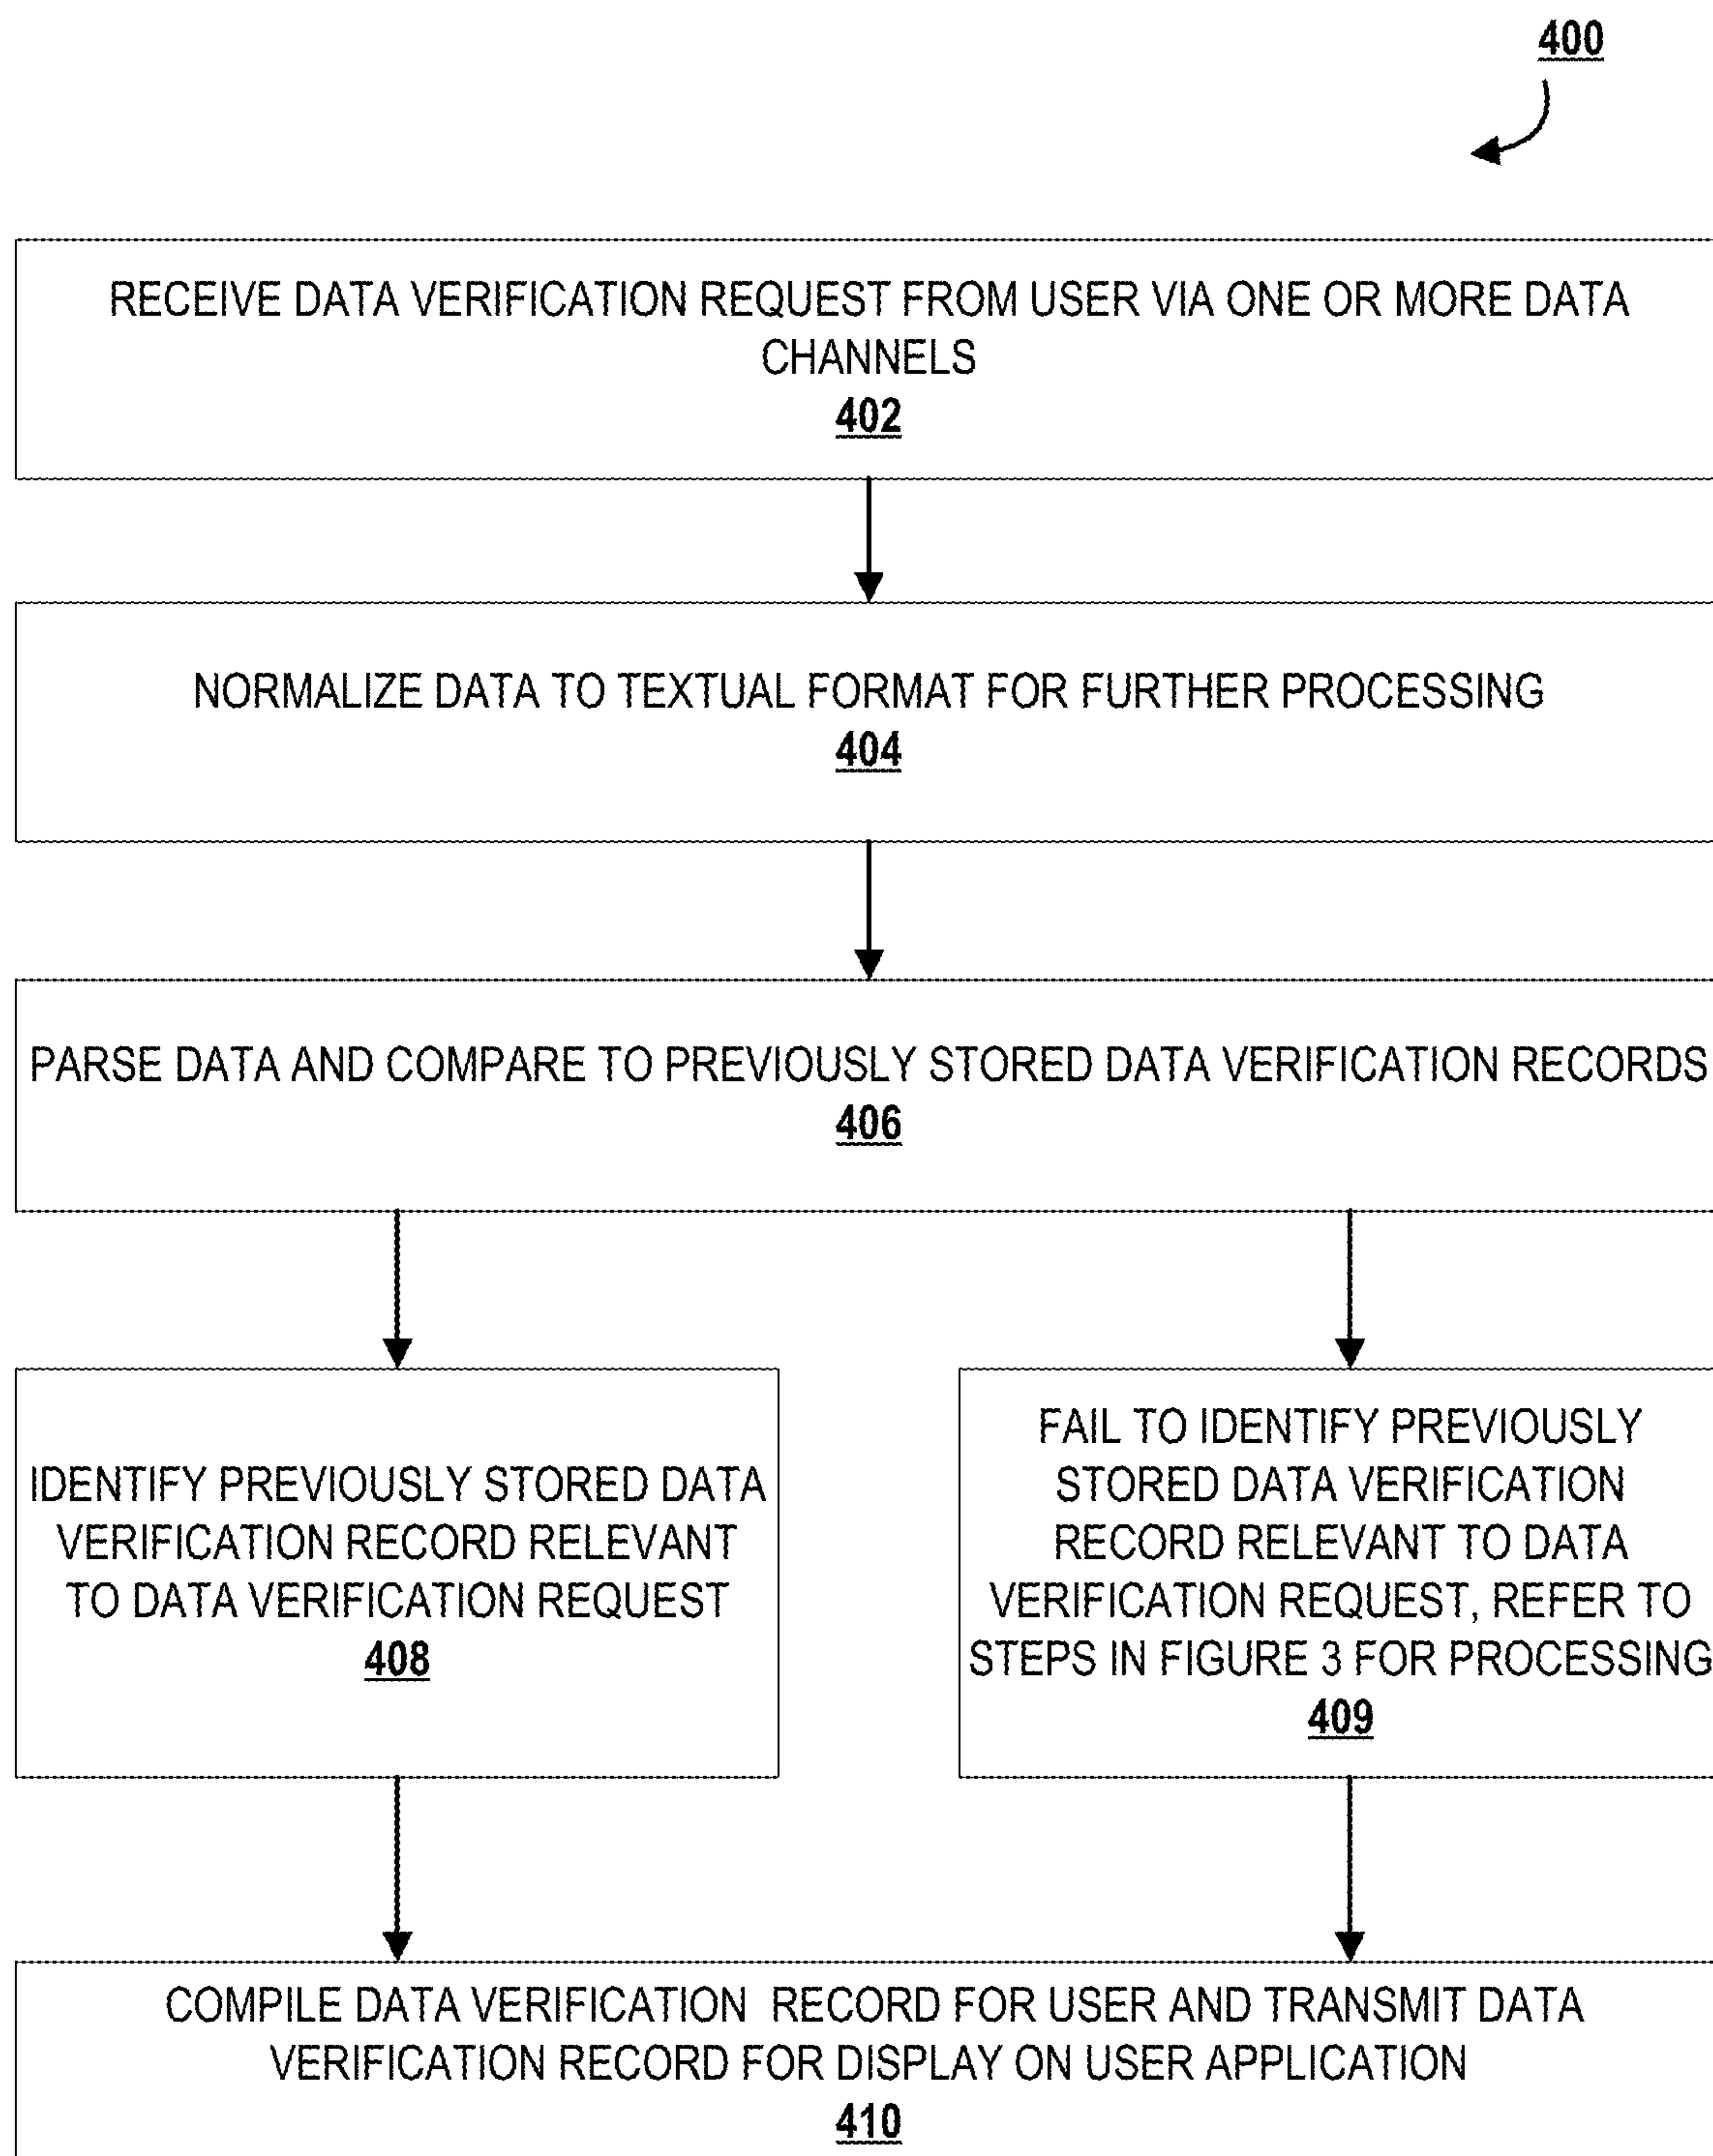 400
RECEIVE DATA VERIFICATION REQUEST FROM USER VIA ONE OR MORE DATA
CHANNELS
402
NORMALIZE DATA TO TEXTUAL FORMAT FOR FURTHER PROCESSING
404
PARSE DATA AND COMPARE TO PREVIOUSLY STORED DATA VERIFICATION RECORDS
406
IDENTIFY PREVIOUSLY STORED DATA
VERIFICATION RECORD RELEVANT
TO DATA VERIFICATION REQUEST
408
FAIL TO IDENTIFY PREVIOUSLY
STORED DATA VERIFICATION
RECORD RELEVANT TO DATA
VERIFICATION REQUEST, REFER TO
STEPS IN FIGURE 3 FOR PROCESSING
409
COMPILE DATA VERIFICATION RECORD FOR USER AND TRANSMIT DATA
VERIFICATION RECORD FOR DISPLAY ON USER APPLICATION
410